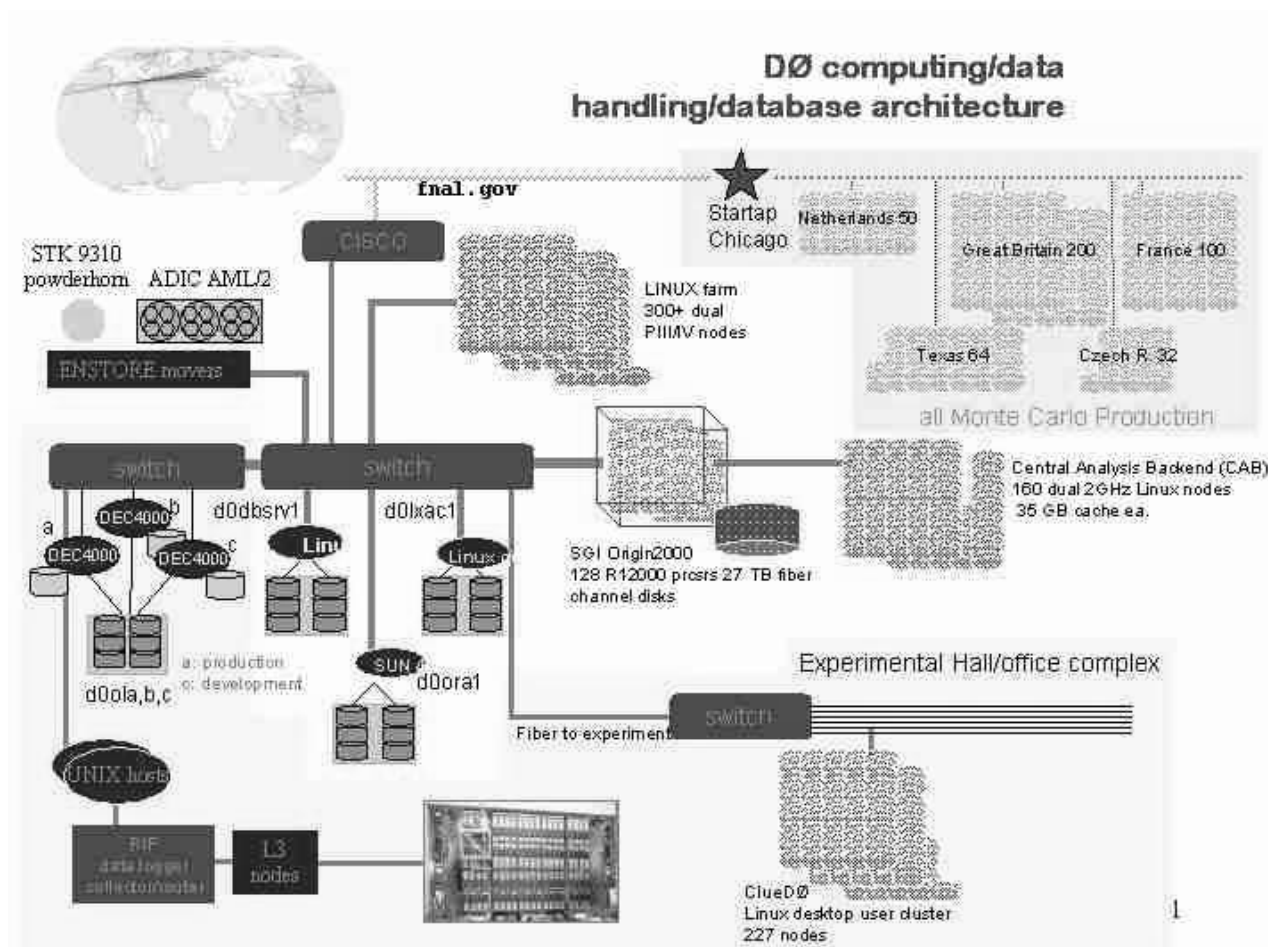 DØ computing/data
handling/database architecture
fnal.gov
CISCO
Startap
Chicago
Netherlands 50
Great Britain 200
France 100
Texas 64
Czech R. 32
all Monte Carlo Production
STK 9310
powderhorn
ADIC AML/2
ENSTORE movers
LINUX farm
300+ dual
PIII/IV nodes
switch
switch
Central Analysis Backend (CAB)
160 dual 2GHz Linux nodes
35 GB cache ea.
SGI Origin2000
128 R12000 prcsrs 27 TB fiber
channel disks
a
DEC4000
b
DEC4000
DEC4000
c
d0dbsrv1
d0lxac1
Linux
a: production
c: development
d0ola,b,c
SUN
d0ora1
Experimental Hall/office complex
switch
Fiber to experiment
UNIX hosts
RIP
data logger
collector/router
L3
nodes
ClueDØ
Linux desktop user cluster
227 nodes
1